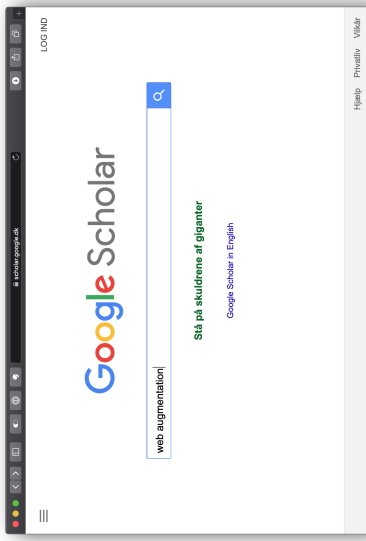 scholar.google.dk
LOG IND
Google Scholar
web augmentation
Stå på skuldrene af giganter
Google Scholar in English
Hjælp Privatliv Vilkår